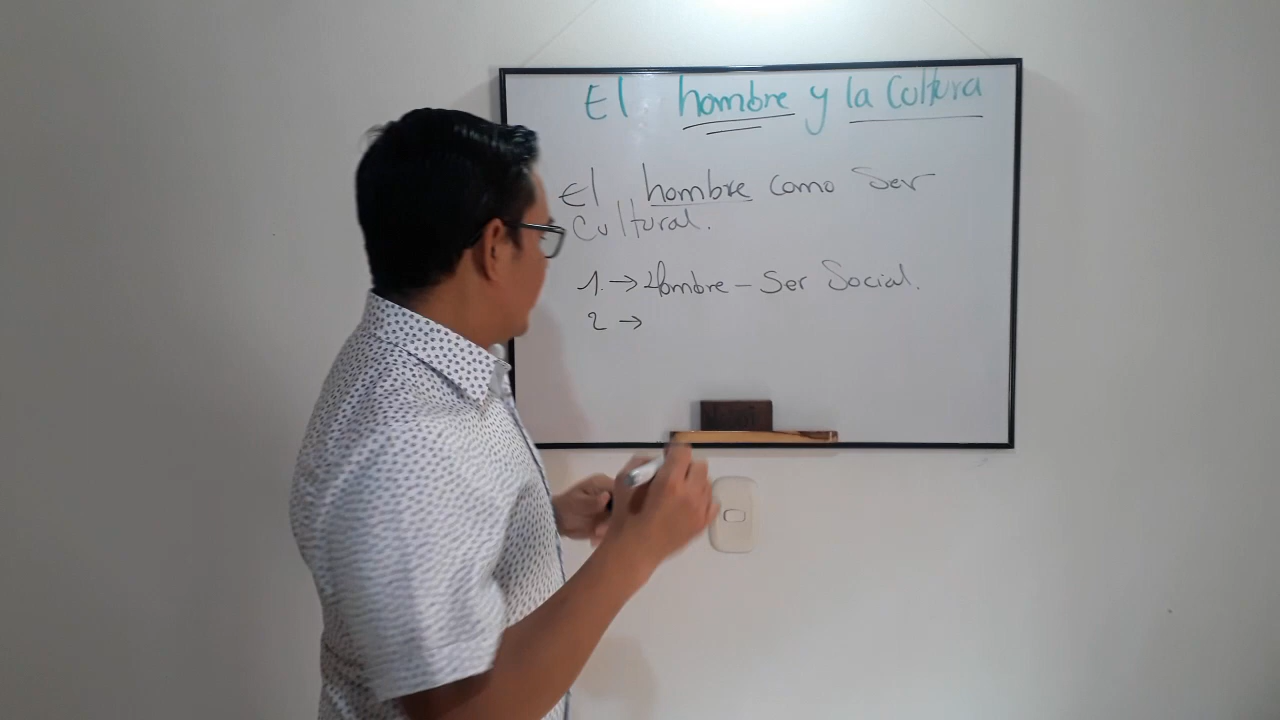 El hombre y la Cultura
El hombre como Ser
Cultural.
1. → Hombre - Ser Social.
2 →